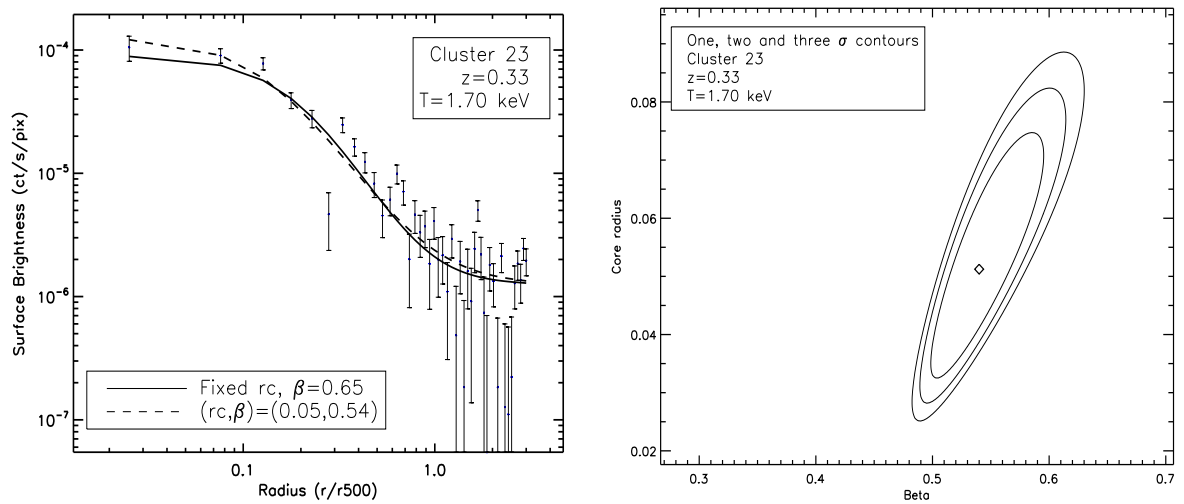 10⁻⁴
10⁻⁵
10⁻⁶
10⁻⁷
Surface Brightness (ct/s/pix)
Cluster 23
z=0.33
T=1.70 keV
Fixed rc, β=0.65
(rc,β)=(0.05,0.54)
0.1
1.0
Radius (r/r500)
One, two and three σ contours
Cluster 23
z=0.33
T=1.70 keV
0.08
0.06
0.04
0.02
Core radius
0.3
0.4
0.5
0.6
0.7
Beta